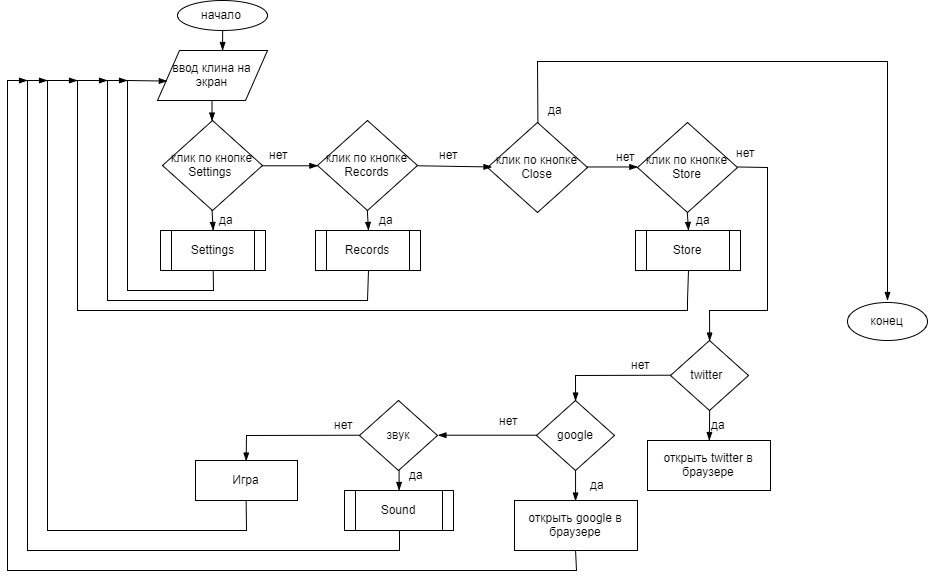 начало
ввод клина на
экран
клик по кнопке
Settings
нет
клик по кнопке
Records
нет
клик по кнопке
Close
да
нет
клик по кнопке
Store
нет
да
Settings
да
Records
да
Store
конец
twitter
нет
да
открыть twitter в
браузере
google
нет
да
открыть google в
браузере
звук
нет
да
Sound
Игра